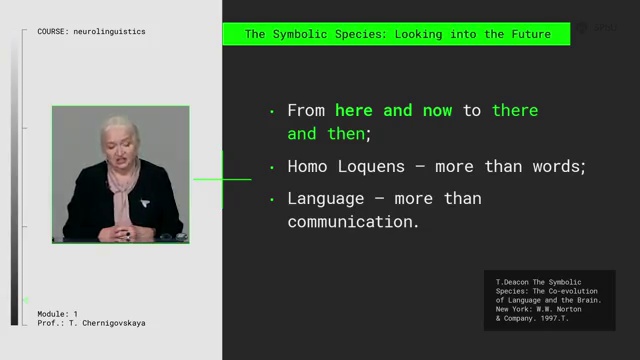 COURSE: neurolinguistics
The Symbolic Species: Looking into the Future
• From here and now to there
and then;
• Homo Loquens – more than words;
• Language – more than
communication.
T.Deacon The Symbolic
Species: The Co-evolution
of Language and the Brain.
New York: W.W. Norton
& Company. 1997.T.
Module: 1
Prof.: T. Chernigovskaya